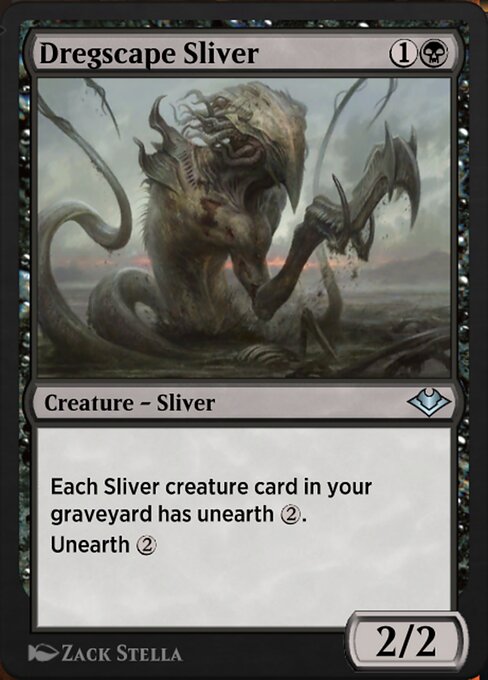 Dregscape Sliver 1
Creature – Sliver
Each Sliver creature card in your
graveyard has unearth 2.
Unearth 2
2/2
Zack Stella